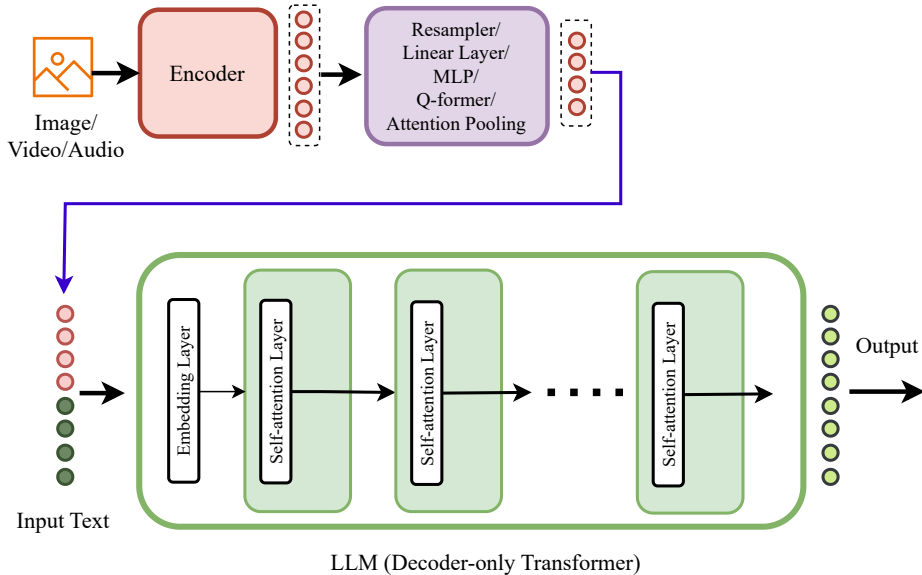 Image/
Video/Audio
Encoder
Resampler/
Linear Layer/
MLP/
Q-former/
Attention Pooling
Input Text
Embedding Layer
Self-attention Layer
Self-attention Layer
Self-attention Layer
Output
LLM (Decoder-only Transformer)